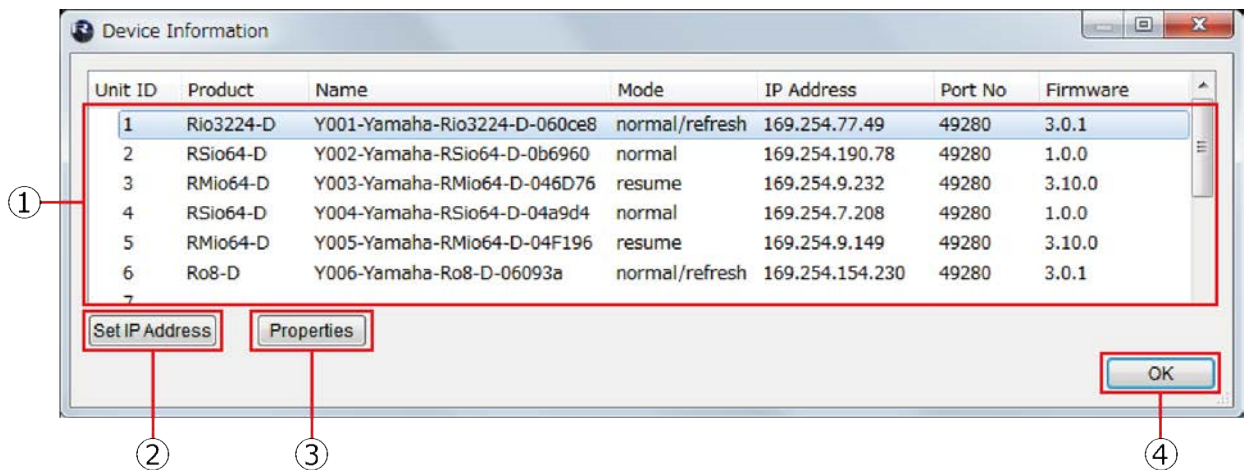 Device Information
Unit ID Product Name Mode IP Address Port No Firmware
1 Rio3224-D Y001-Yamaha-Rio3224-D-060ce8 normal/refresh 169.254.77.49 49280 3.0.1
2 RSio64-D Y002-Yamaha-RSio64-D-0b6960 normal 169.254.190.78 49280 1.0.0
3 RMio64-D Y003-Yamaha-RMio64-D-046D76 resume 169.254.9.232 49280 3.10.0
4 RSio64-D Y004-Yamaha-RSio64-D-04a9d4 normal 169.254.7.208 49280 1.0.0
5 RMio64-D Y005-Yamaha-RMio64-D-04F196 resume 169.254.9.149 49280 3.10.0
6 Ro8-D Y006-Yamaha-Ro8-D-06093a normal/refresh 169.254.154.230 49280 3.0.1
7
①
Set IP Address Properties
OK
② ③ ④